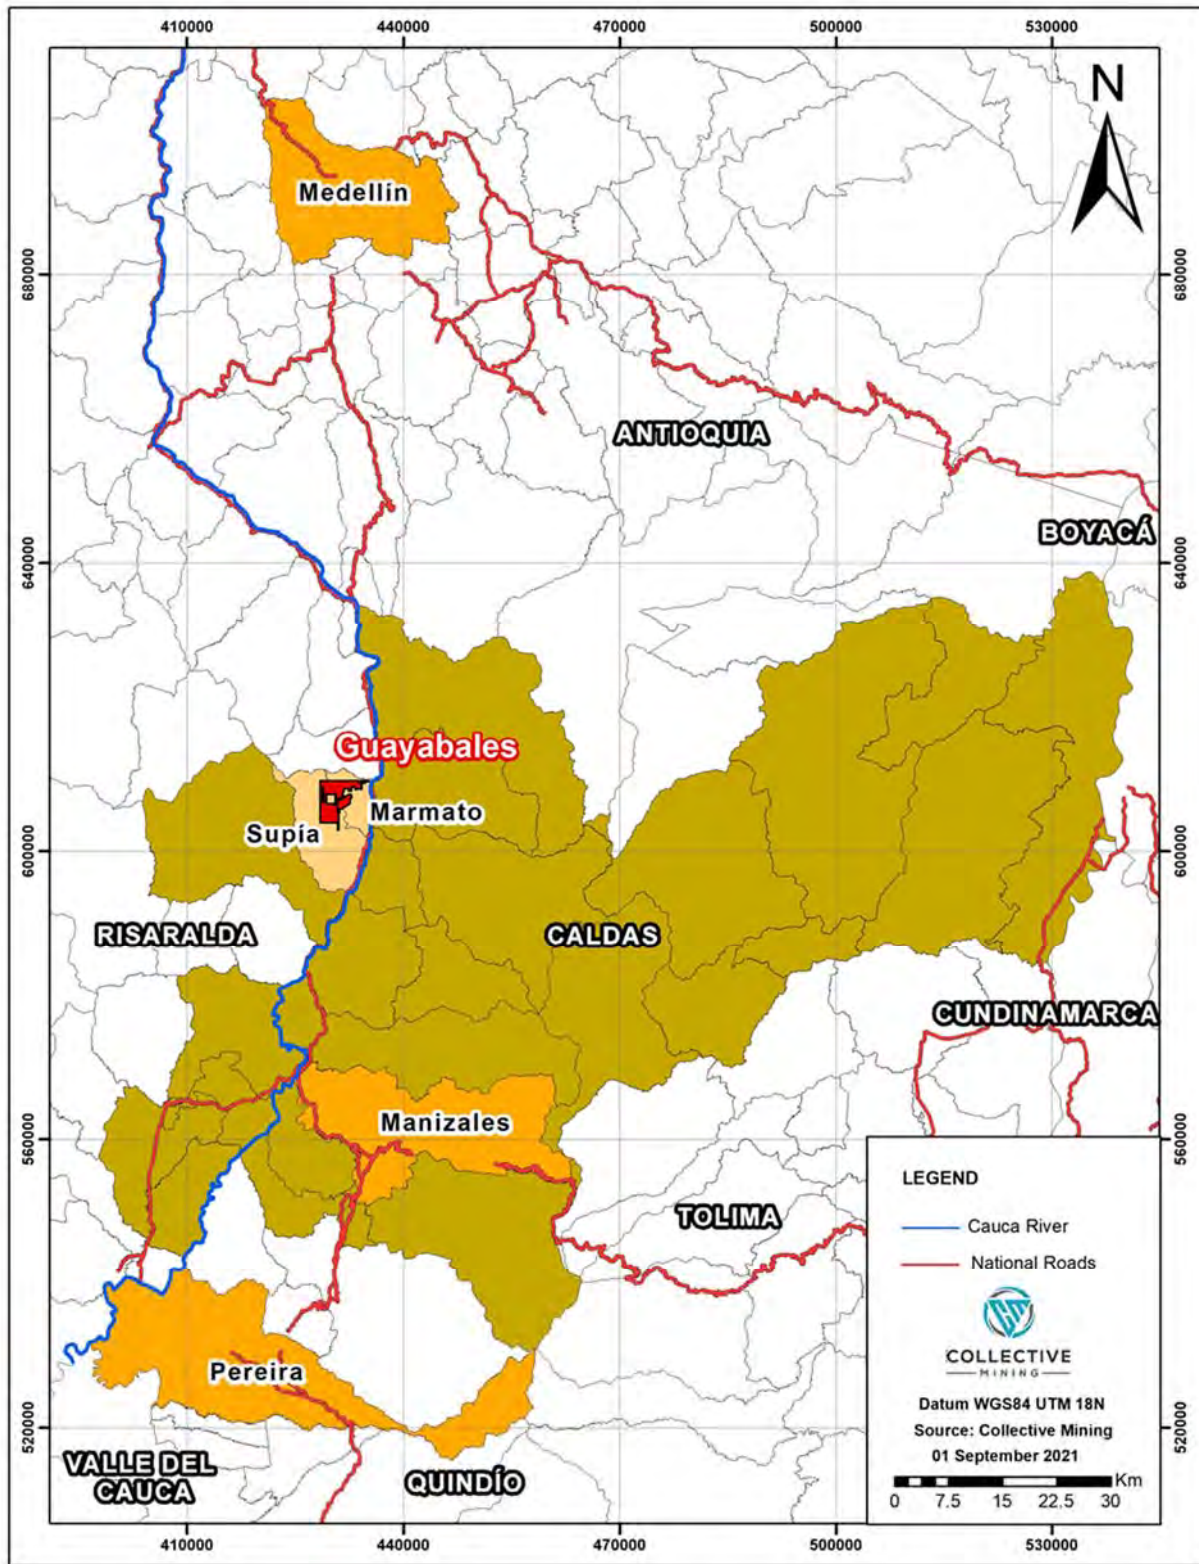 410000
440000
470000
500000
530000
N
Medellín
680000
680000
ANTIOQUIA
BOYACÁ
640000
640000
Guayabales
Marmato
Supía
600000
600000
RISARALDA
CALDAS
CUNDINAMARCA
Manizales
560000
560000
TOLIMA
LEGEND
Cauca River
National Roads
COLLECTIVE
MINING
Datum WGS84 UTM 18N
Source: Collective Mining
01 September 2021
Km
0 7.5 15 22,5 30
Pereira
520000
520000
VALLE DEL
CAUCA
QUINDÍO
410000
440000
470000
500000
530000